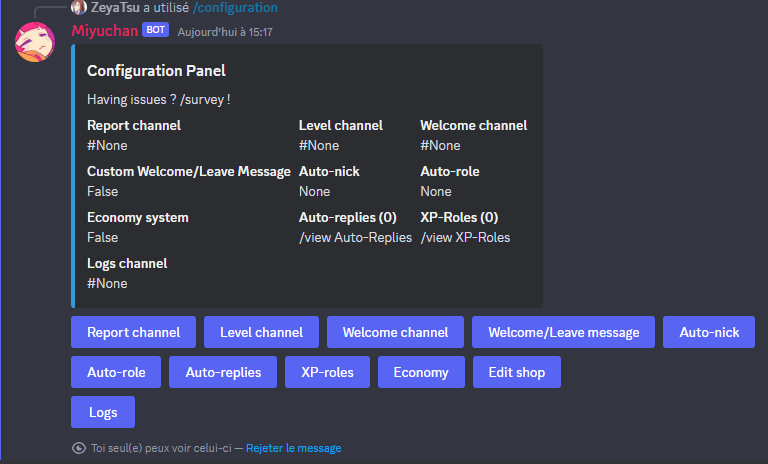 ZeyaTsu a utilisé /configuration
Miyuchan BOT Aujourd'hui à 15:17
Configuration Panel
Having issues ? /survey !
Report channel Level channel Welcome channel
#None #None #None
Custom Welcome/Leave Message Auto-nick Auto-role
False None None
Economy system Auto-replies (0) XP-Roles (0)
False /view Auto-Replies /view XP-Roles
Logs channel
#None
Report channel Level channel Welcome channel Welcome/Leave message Auto-nick
Auto-role Auto-replies XP-roles Economy Edit shop
Logs
Toi seul(e) peux voir celui-ci — Rejeter le message